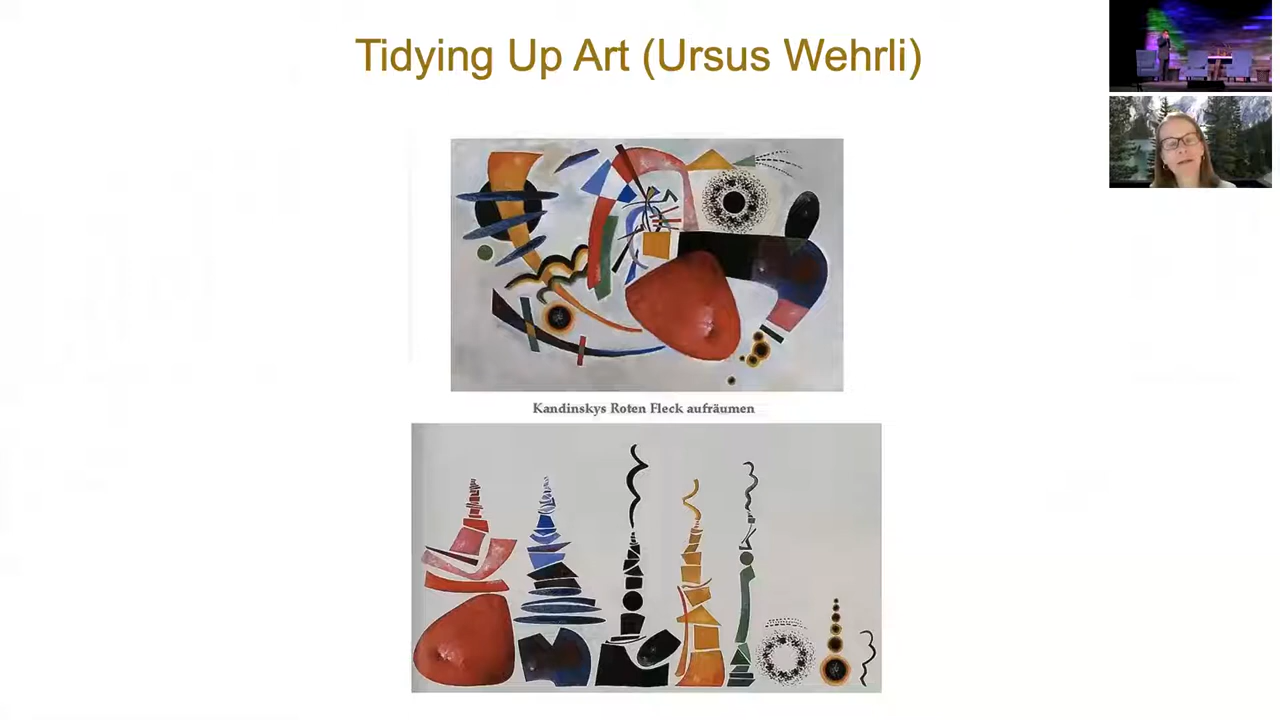 Tidying Up Art (Ursus Wehrli)
Kandinskys Roten Fleck aufräumen